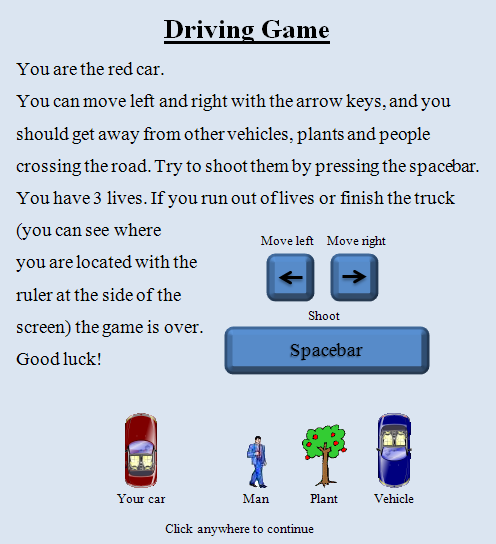 Driving Game
You are the red car.
You can move left and right with the arrow keys, and you
should get away from other vehicles, plants and people
crossing the road. Try to shoot them by pressing the spacebar.
You have 3 lives. If you run out of lives or finish the truck
(you can see where
you are located with the
ruler at the side of the
screen) the game is over.
Good luck!
Move left Move right
Shoot
Spacebar
Your car Man Plant Vehicle
Click anywhere to continue